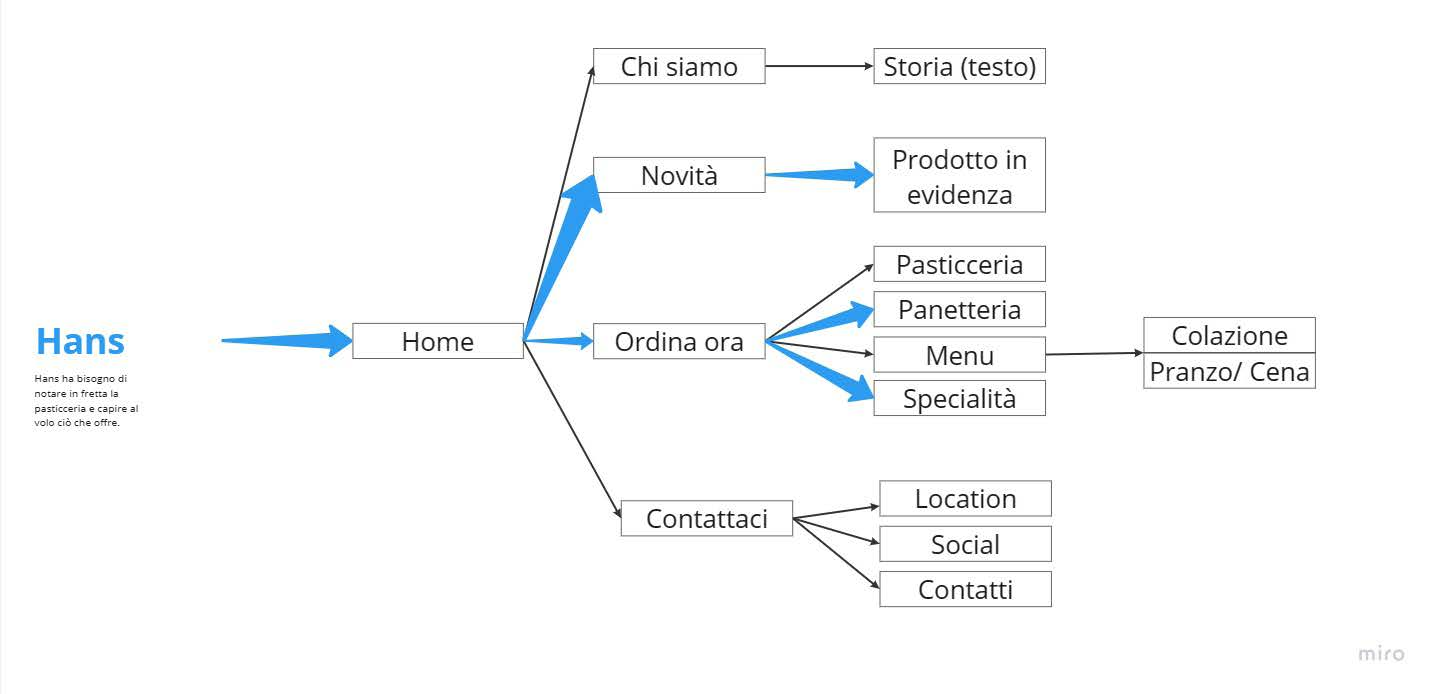 Chi siamo
Storia (testo)
Novità
Prodotto in
evidenza
Pasticceria
Panetteria
Hans
Home
Ordina ora
Menu
Colazione
Pranzo/ Cena
Specialità
Hans ha bisogno di
notare in fretta la
pasticceria e capire al
volo ciò che offre.
Contattaci
Location
Social
Contatti
miro